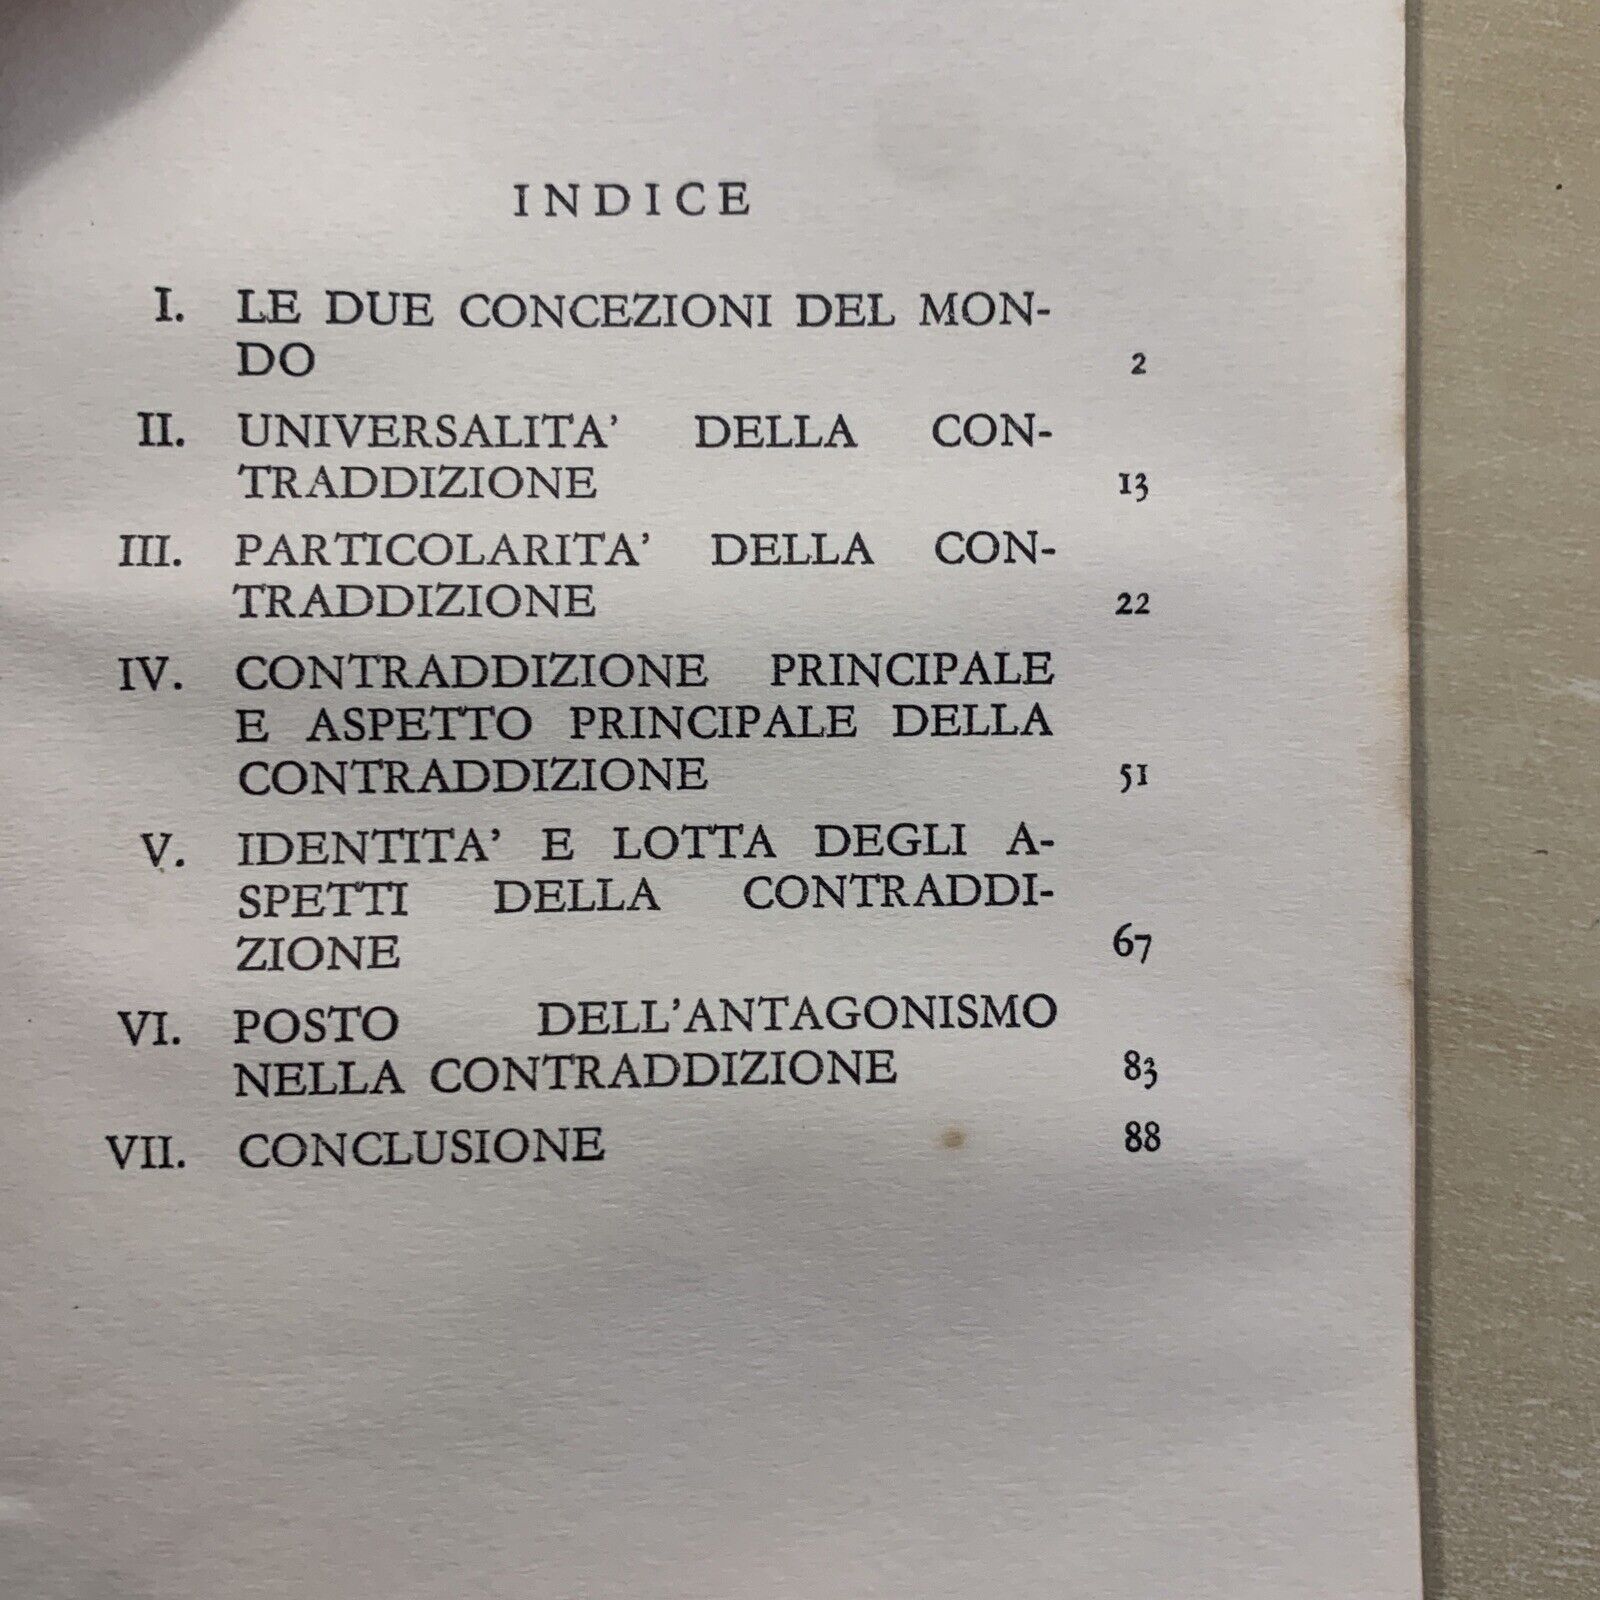 INDICE
I. LE DUE CONCEZIONI DEL MON-
DO 2
II. UNIVERSALITA' DELLA CON-
TRADDIZIONE 13
III. PARTICOLARITA' DELLA CON-
TRADDIZIONE 22
IV. CONTRADDIZIONE PRINCIPALE
E ASPETTO PRINCIPALE DELLA
CONTRADDIZIONE 51
V. IDENTITA' E LOTTA DEGLI A-
SPETTI DELLA CONTRADDI-
ZIONE 67
VI. POSTO DELL'ANTAGONISMO
NELLA CONTRADDIZIONE 83
VII. CONCLUSIONE 88